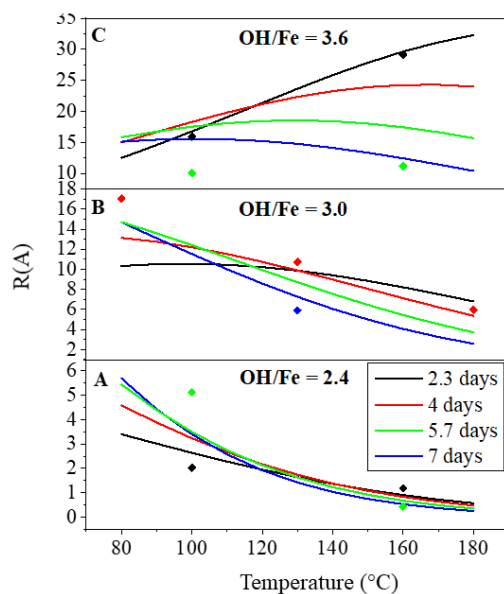 C
OH/Fe = 3.6
35
30
25
20
15
10
18
B
OH/Fe = 3.0
16
14
12
10
8
6
4
2
R(A)
A
OH/Fe = 2.4
6
5
4
3
2
1
0
2.3 days
4 days
5.7 days
7 days
80 100 120 140 160 180
Temperature (°C)